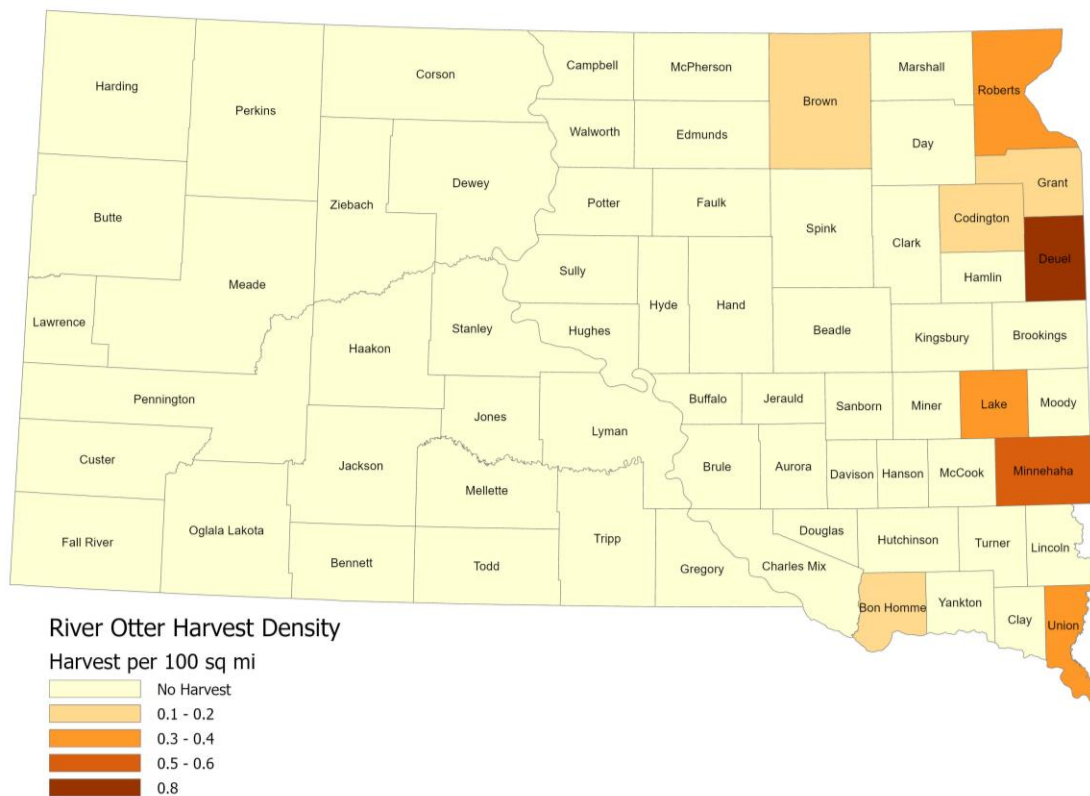 Harding
Perkins
Corson
Campbell
McPherson
Brown
Marshall
Roberts
Walworth
Edmunds
Day
Butte
Ziebach
Dewey
Potter
Faulk
Spink
Clark
Codington
Grant
Deuel
Hamlin
Meade
Sully
Hyde
Hand
Lawrence
Haakon
Stanley
Hughes
Beadle
Kingsbury
Brookings
Pennington
Jones
Lyman
Buffalo
Jerauld
Sanborn
Miner
Lake
Moody
Custer
Jackson
Mellette
Brule
Aurora
Davison
Hanson
McCook
Minnehaha
Fall River
Oglala Lakota
Bennett
Todd
Tripp
Gregory
Charles Mix
Douglas
Hutchinson
Turner
Lincoln
Bon Homme
Yankton
Clay
Union
River Otter Harvest Density
Harvest per 100 sq mi
No Harvest
0.1 - 0.2
0.3 - 0.4
0.5 - 0.6
0.8